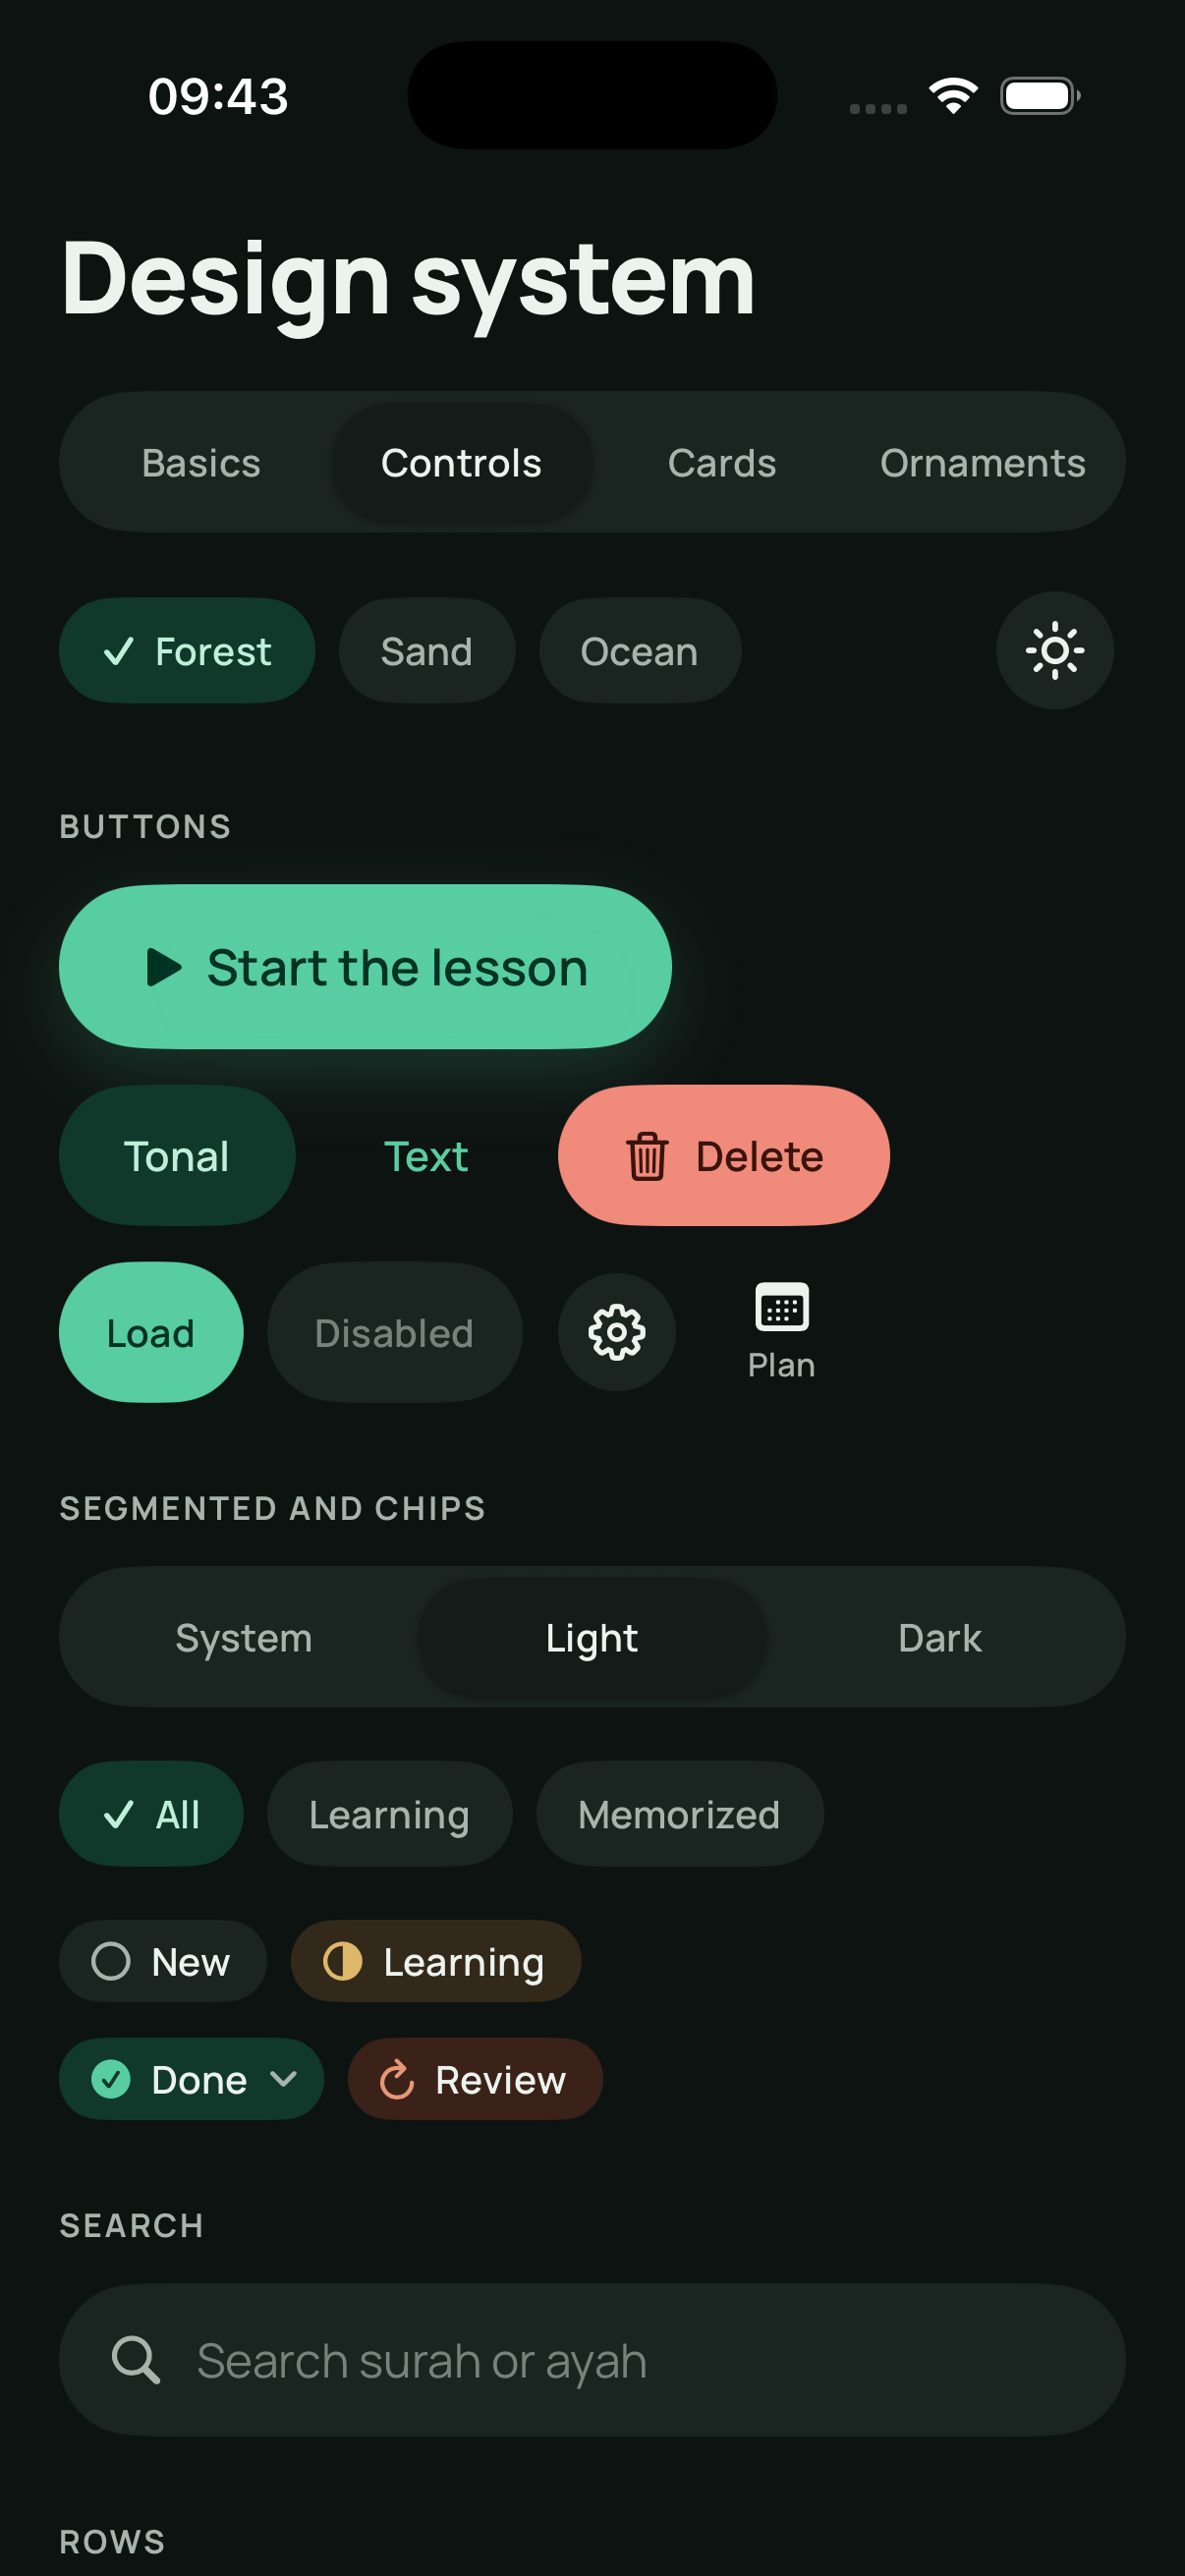 09:43
Design system
Basics Controls Cards Ornaments
Forest Sand Ocean
BUTTONS
Start the lesson
Tonal Text Delete
Load Disabled Plan
SEGMENTED AND CHIPS
System Light Dark
All Learning Memorized
New Learning
Done Review
SEARCH
Search surah or ayah
ROWS